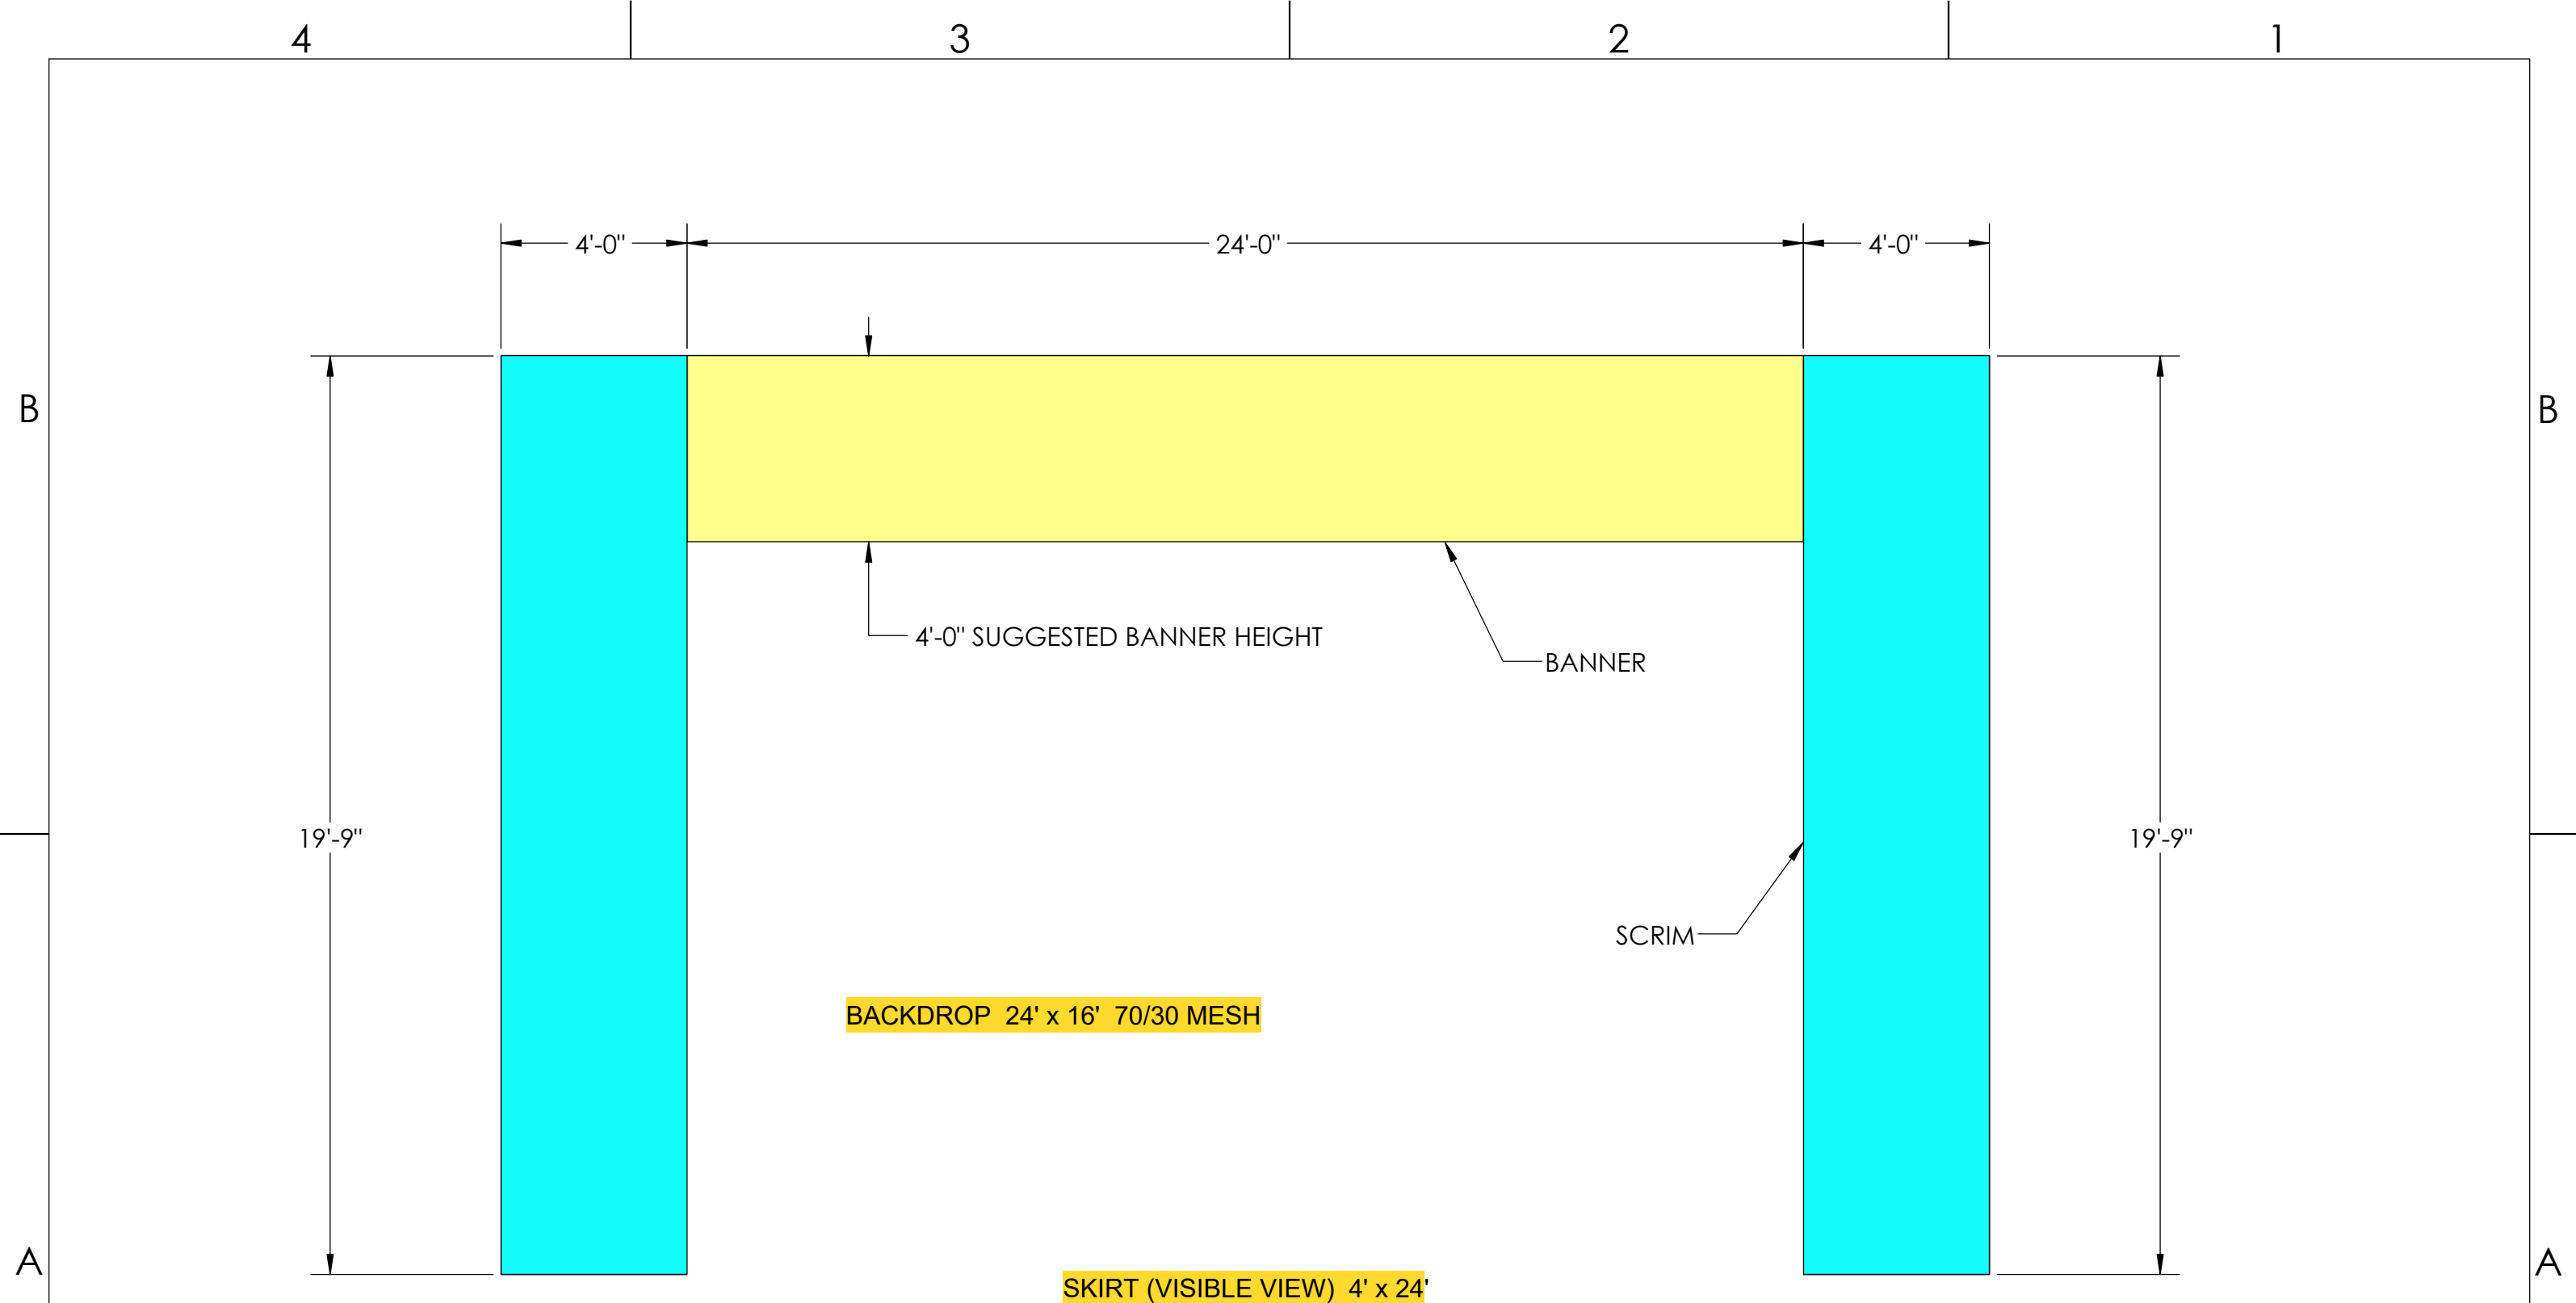 4 3 2 1
4'-0" 24'-0" 4'-0"
B B
4'-0" SUGGESTED BANNER HEIGHT
BANNER
19'-9" 19'-9"
SCRIM
BACKDROP 24' x 16' 70/30 MESH
A A
SKIRT (VISIBLE VIEW) 4' x 24'